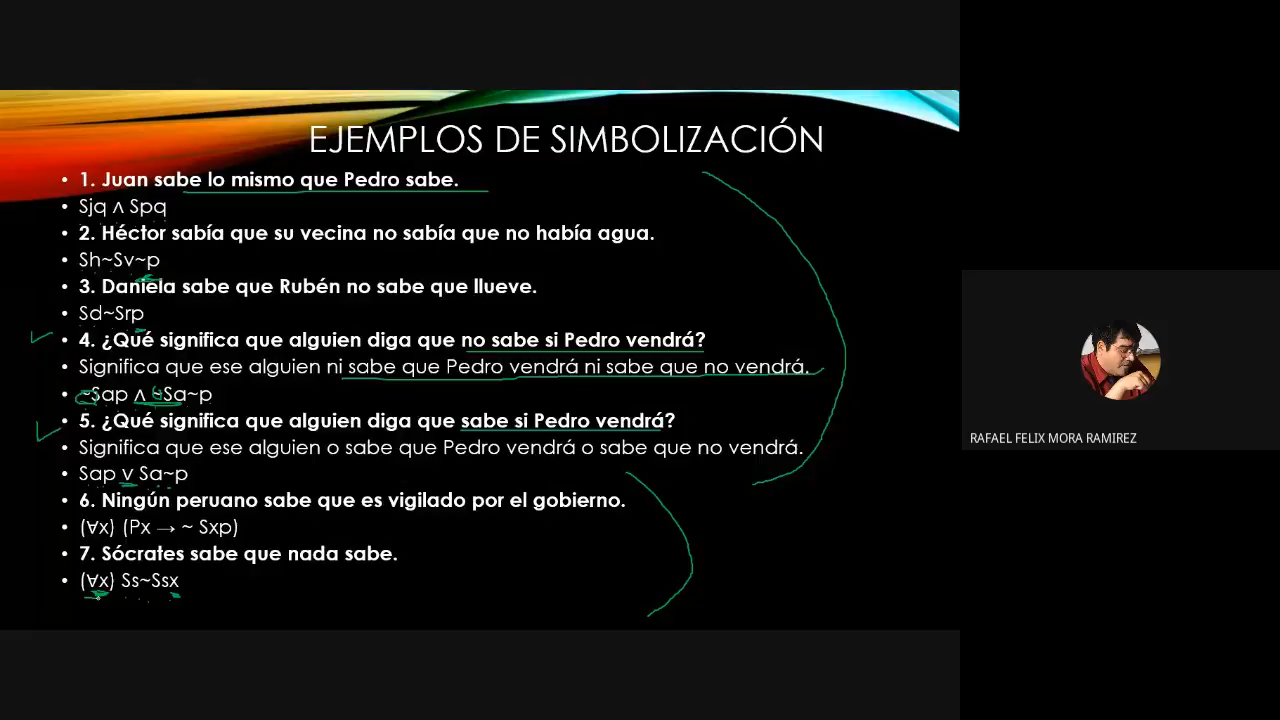 EJEMPLOS DE SIMBOLIZACIÓN
• 1. Juan sabe lo mismo que Pedro sabe.
• Sjq ∧ Spq
• 2. Héctor sabía que su vecina no sabía que no había agua.
• Sh~Sv~p
• 3. Daniela sabe que Rubén no sabe que llueve.
• Sd~Srp
• 4. ¿Qué significa que alguien diga que no sabe si Pedro vendrá?
• Significa que ese alguien ni sabe que Pedro vendrá ni sabe que no vendrá.
• ~Sap ∧ ~Sa~p
• 5. ¿Qué significa que alguien diga que sabe si Pedro vendrá?
• Significa que ese alguien o sabe que Pedro vendrá o sabe que no vendrá.
• Sap v Sa~p
• 6. Ningún peruano sabe que es vigilado por el gobierno.
• (∀x) (Px → ~ Sxp)
• 7. Sócrates sabe que nada sabe.
• (∀x) Ss~Ssx
RAFAEL FELIX MORA RAMIREZ